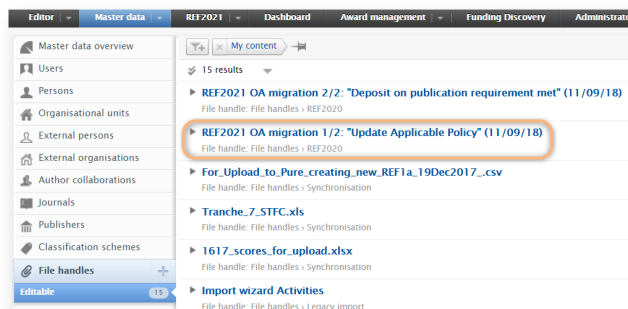 Editor Master data REF2021 Dashboard Award management Funding Discovery Administrato
Master data overview
Users
Persons
Organisational units
External persons
External organisations
Author collaborations
Journals
Publishers
Classification schemes
File handles
Editable 15
My content
15 results
REF2021 OA migration 2/2: "Deposit on publication requirement met" (11/09/18)
File handle: File handles › REF2020
REF2021 OA migration 1/2: "Update Applicable Policy" (11/09/18)
File handle: File handles › REF2020
For_Upload_to_Pure_creating_new_REF1a_19Dec2017_.csv
File handle: File handles › Synchronisation
Tranche_7_STFC.xls
File handle: File handles › Synchronisation
1617_scores_for_upload.xlsx
File handle: File handles › Synchronisation
Import wizard Activities
File handle: File handles › Legacy import